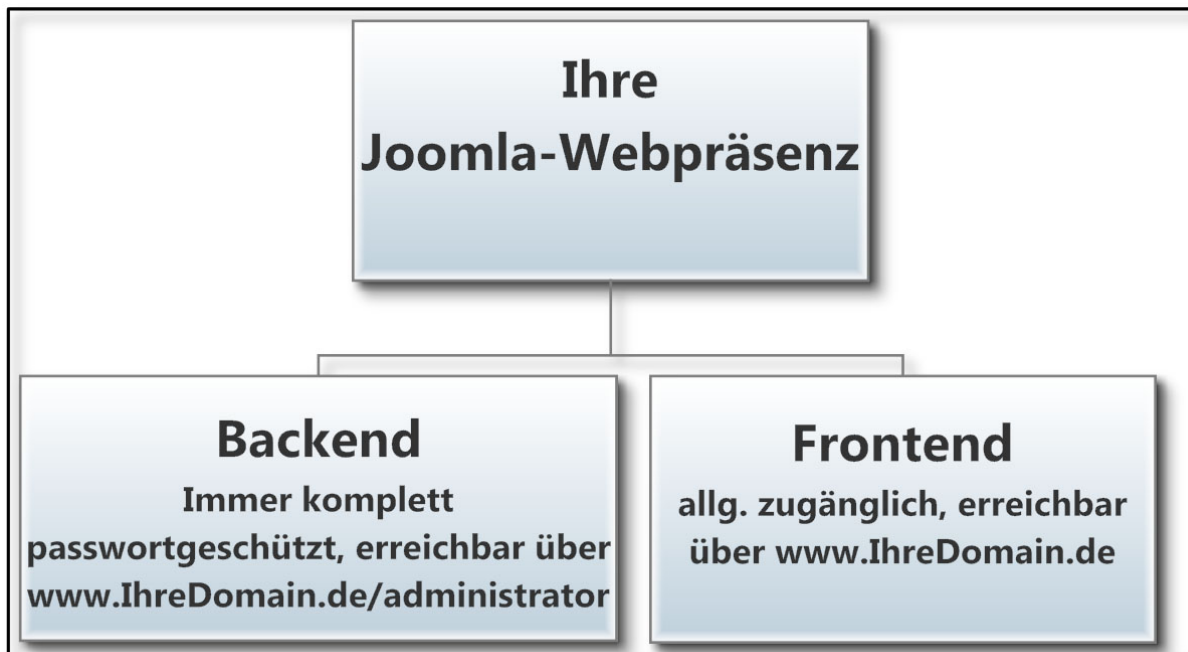 Ihre
Joomla-Webpräsenz
Backend
Immer komplett
passwortgeschützt, erreichbar über
www.IhreDomain.de/administrator
Frontend
allg. zugänglich, erreichbar
über www.IhreDomain.de